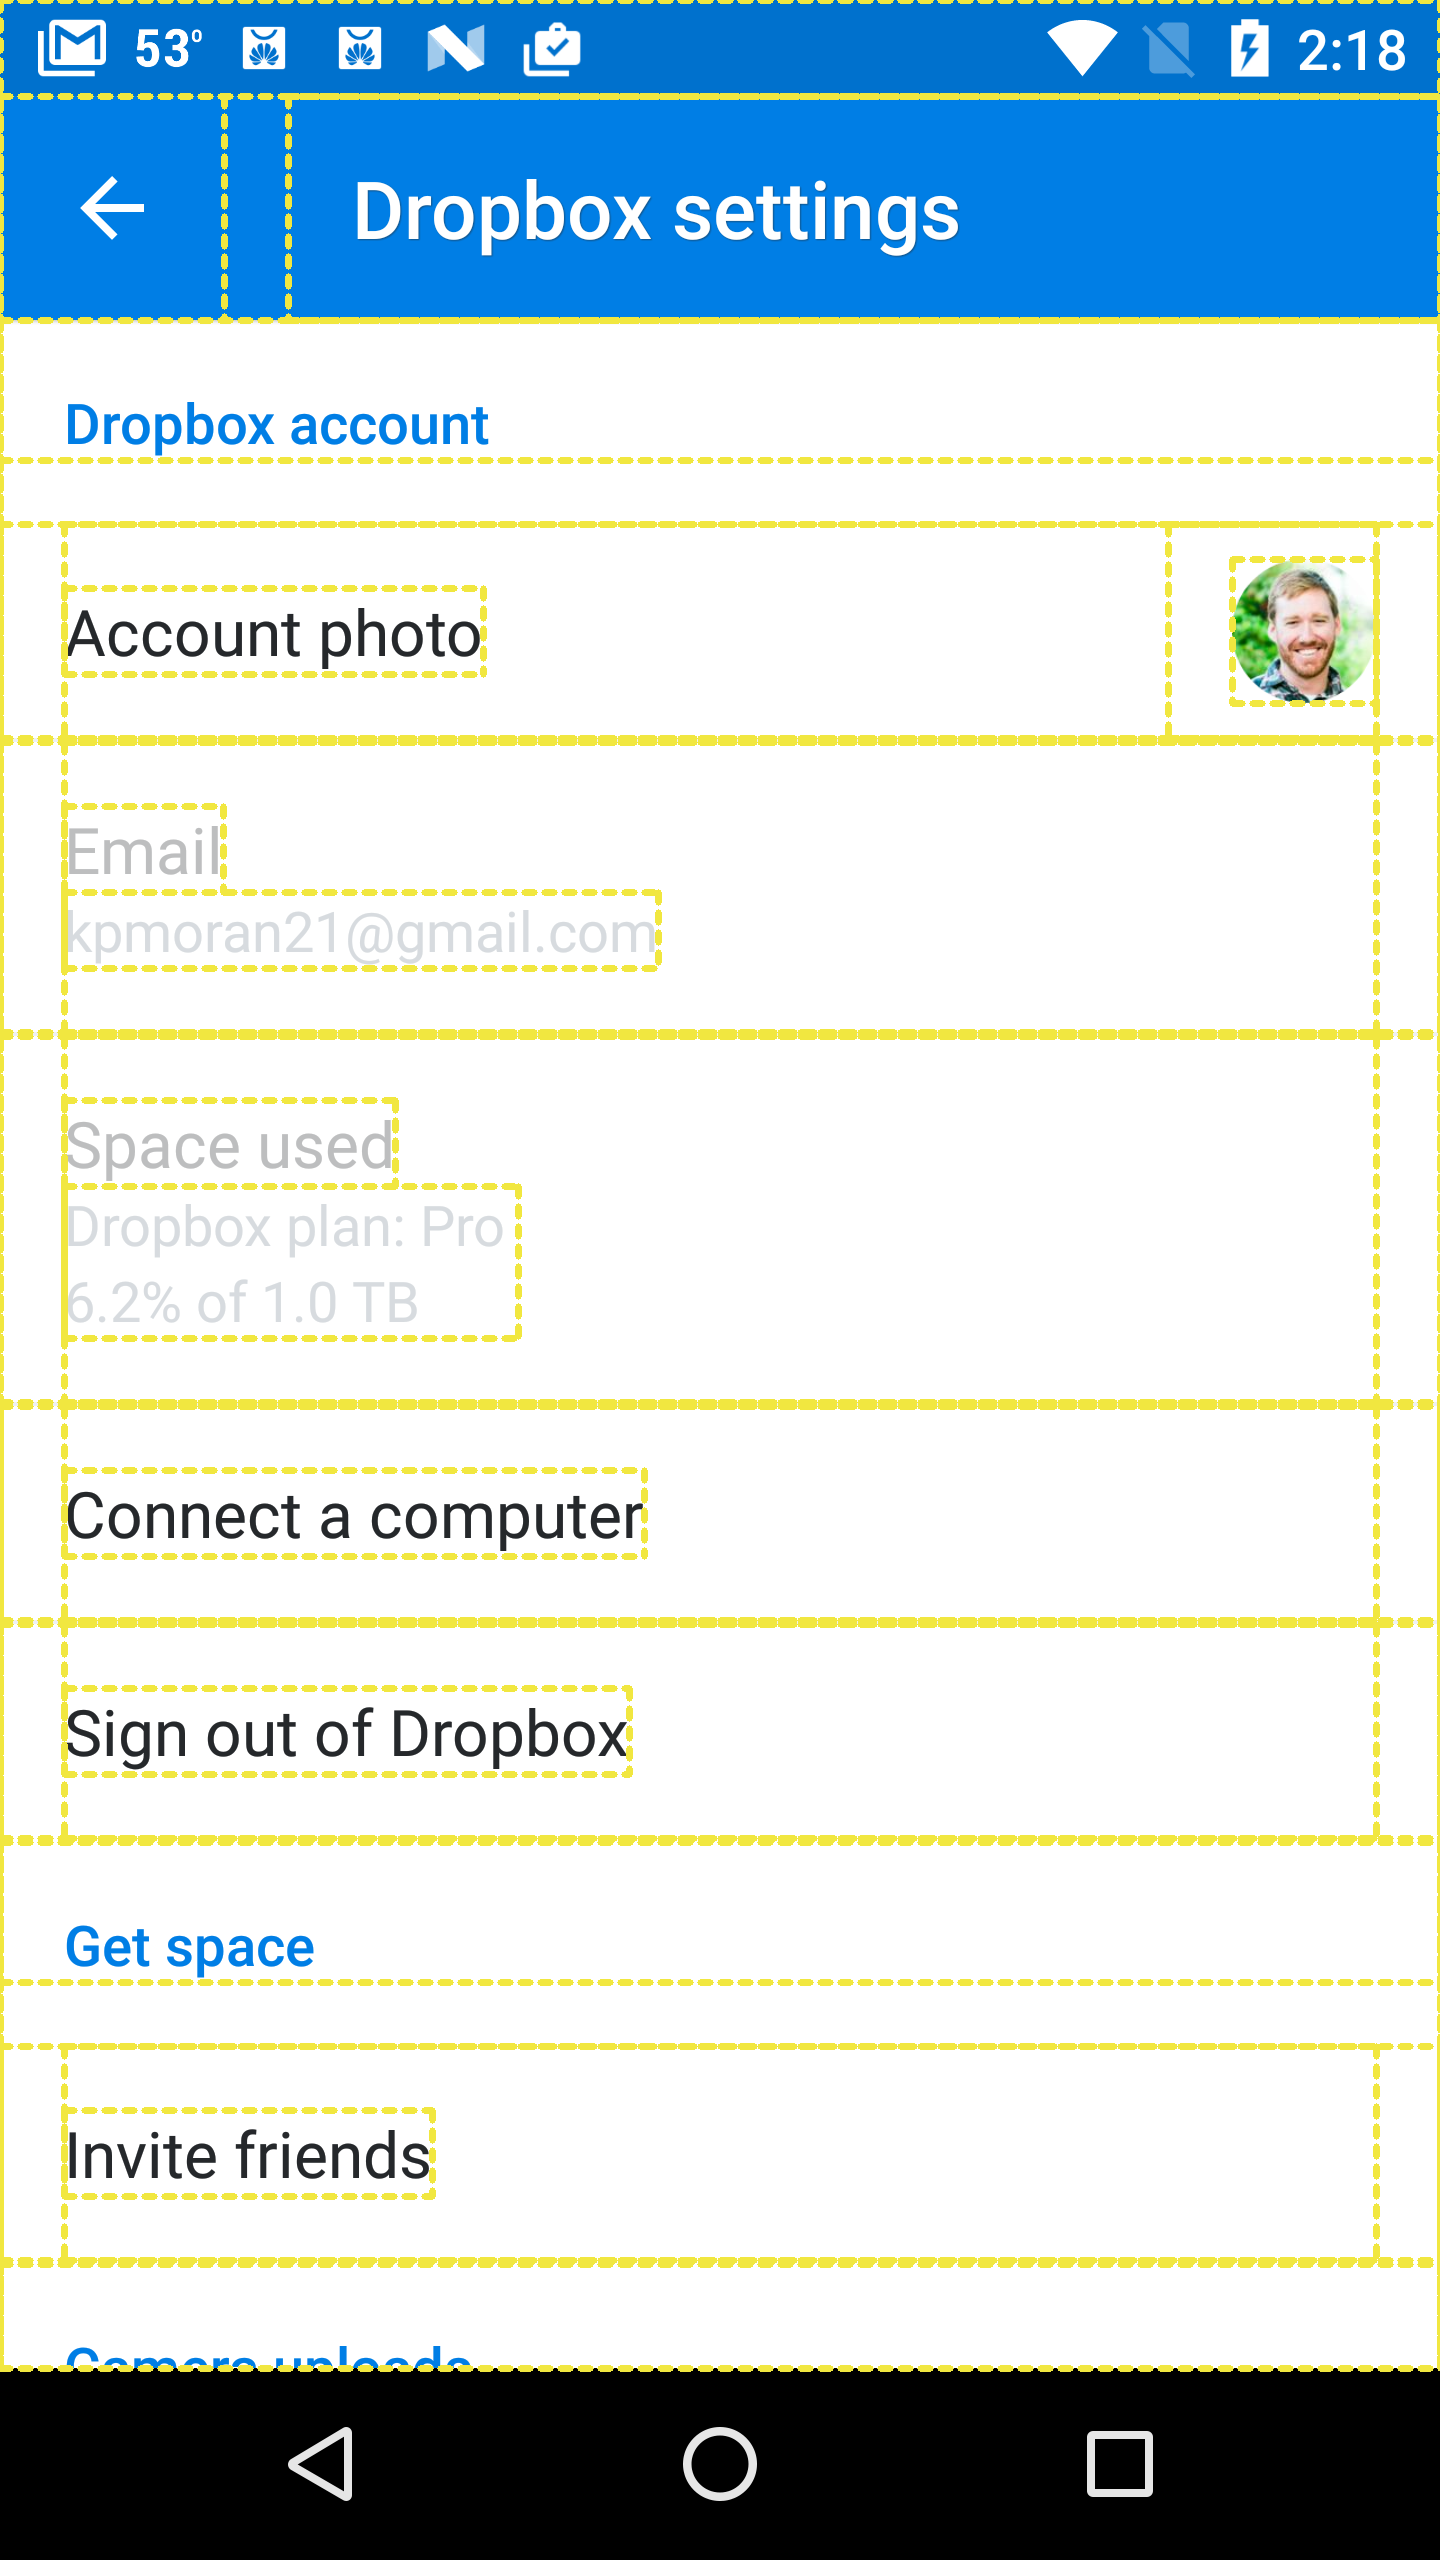 53° 2:18
Dropbox settings
Dropbox account
Account photo
Email
kpmoran21@gmail.com
Space used
Dropbox plan: Pro
6.2% of 1.0 TB
Connect a computer
Sign out of Dropbox
Get space
Invite friends
Camera uploads